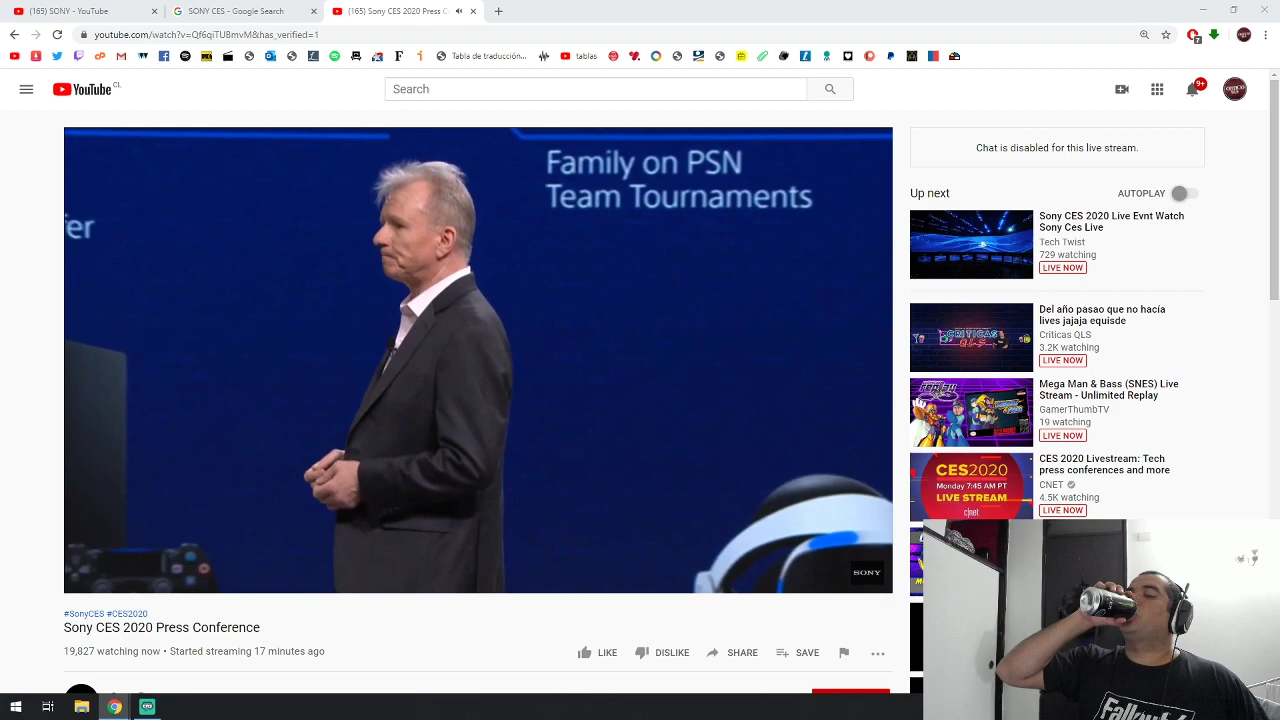 (165) SONY - YouTube
SONY CES - Google Search
(165) Sony CES 2020 Press C
youtube.com/watch?v=Qf6qiTUBmvM&has_verified=1
Tabla de traducción...
tablas
YouTube CL
Search
9+
Family on PSN
Team Tournaments
er
SONY
#SonyCES #CES2020
Sony CES 2020 Press Conference
19,827 watching now • Started streaming 17 minutes ago
LIKE
DISLIKE
SHARE
SAVE
Chat is disabled for this live stream.
Up next
AUTOPLAY
Sony CES 2020 Live Evnt Watch
Sony Ces Live
Tech Twist
729 watching
LIVE NOW
CRITICAS
QLS
Del año pasao que no hacía
lives jajaja equisde
Criticas QLS
3.2K watching
LIVE NOW
Mega Man & Bass (SNES) Live
Stream - Unlimited Replay
GamerThumbTV
19 watching
LIVE NOW
CES2020
Monday 7:45 AM PT
LIVE STREAM
c|net
CES 2020 Livestream: Tech
press conferences and more
CNET
4.5K watching
LIVE NOW
Fallout